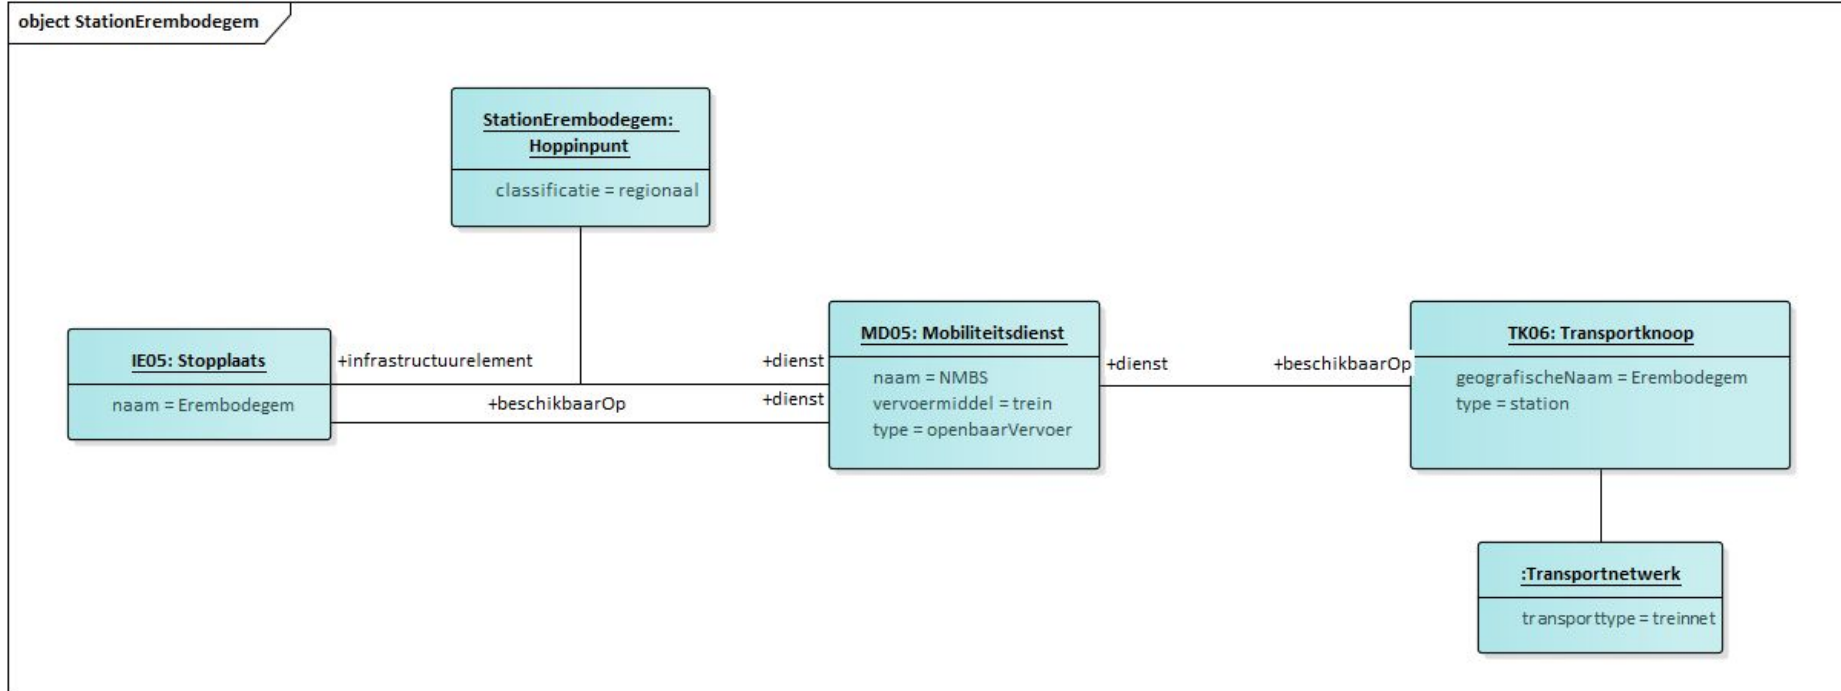 object StationErembodegem
StationErembodegem:
Hoppinpunt
classificatie = regionaal
IE05: Stopplaats
naam = Erembodegem
+infrastructuurelement
+dienst
+beschikbaarOp
+dienst
MD05: Mobiliteitsdienst
naam = NMBS
vervoermiddel = trein
type = openbaarVervoer
+dienst
+beschikbaarOp
TK06: Transportknoop
geografischeNaam = Erembodegem
type = station
:Transportnetwerk
transporttype = treinnet